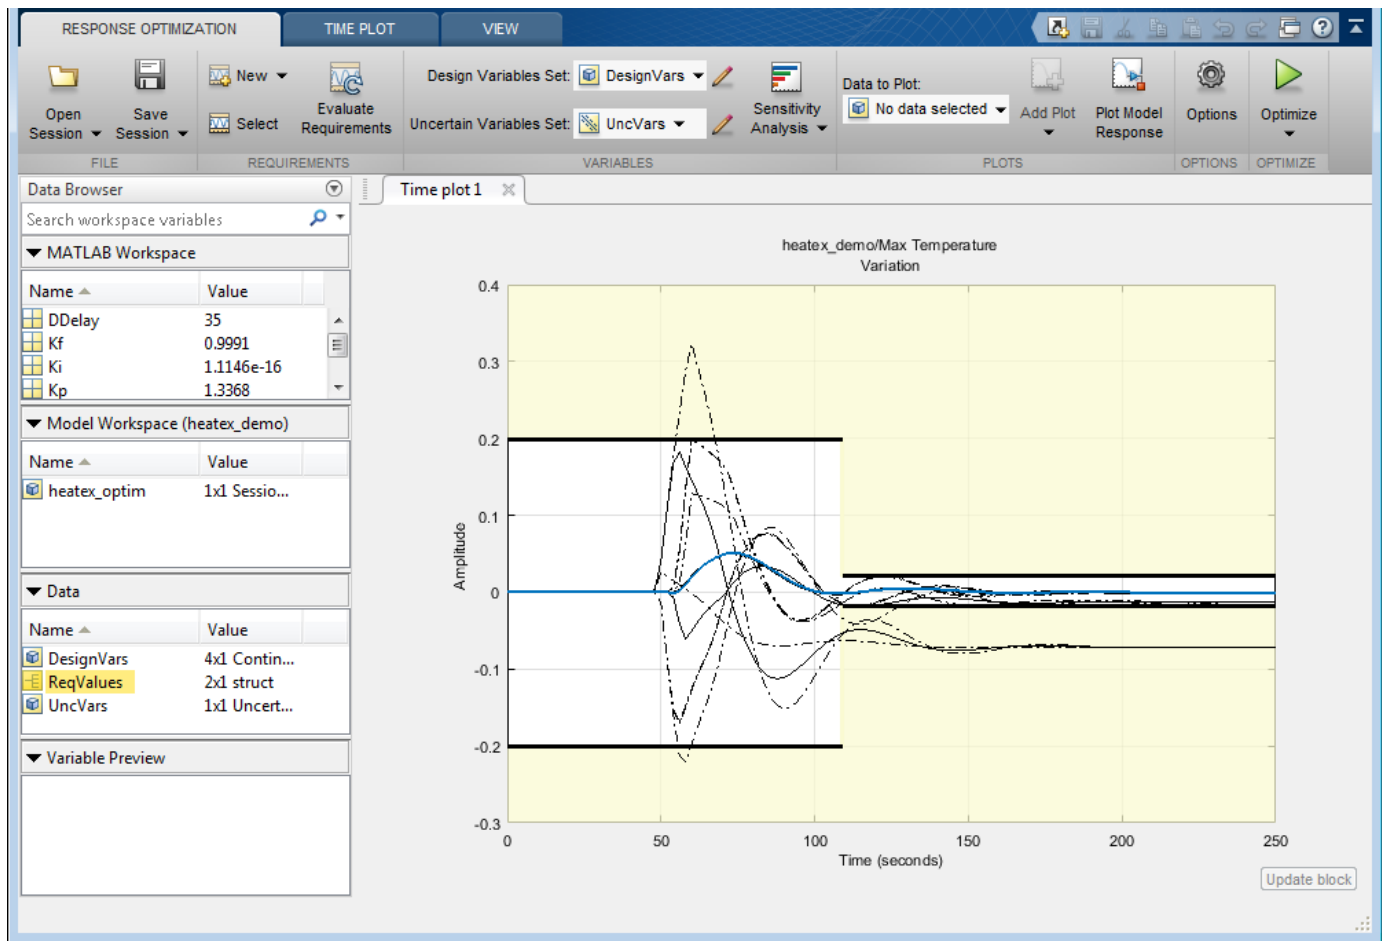 RESPONSE OPTIMIZATION TIME PLOT VIEW
Open Session
Save Session
New
Select
Evaluate Requirements
Design Variables Set: DesignVars
Uncertain Variables Set: UncVars
Sensitivity Analysis
Data to Plot:
No data selected
Add Plot
Plot Model Response
Options
Optimize
FILE REQUIREMENTS VARIABLES PLOTS OPTIONS OPTIMIZE
Data Browser
Search workspace variables
MATLAB Workspace
Name Value
DDelay 35
Kf 0.9991
Ki 1.1146e-16
Kp 1.3368
Model Workspace (heatex_demo)
Name Value
heatex_optim 1x1 Sessio...
Data
Name Value
DesignVars 4x1 Contin...
ReqValues 2x1 struct
UncVars 1x1 Uncert...
Variable Preview
Time plot 1
heatex_demo/Max Temperature
Variation
0.4
0.3
0.2
0.1
0
-0.1
-0.2
-0.3
Amplitude
0 50 100 150 200 250
Time (seconds)
Update block